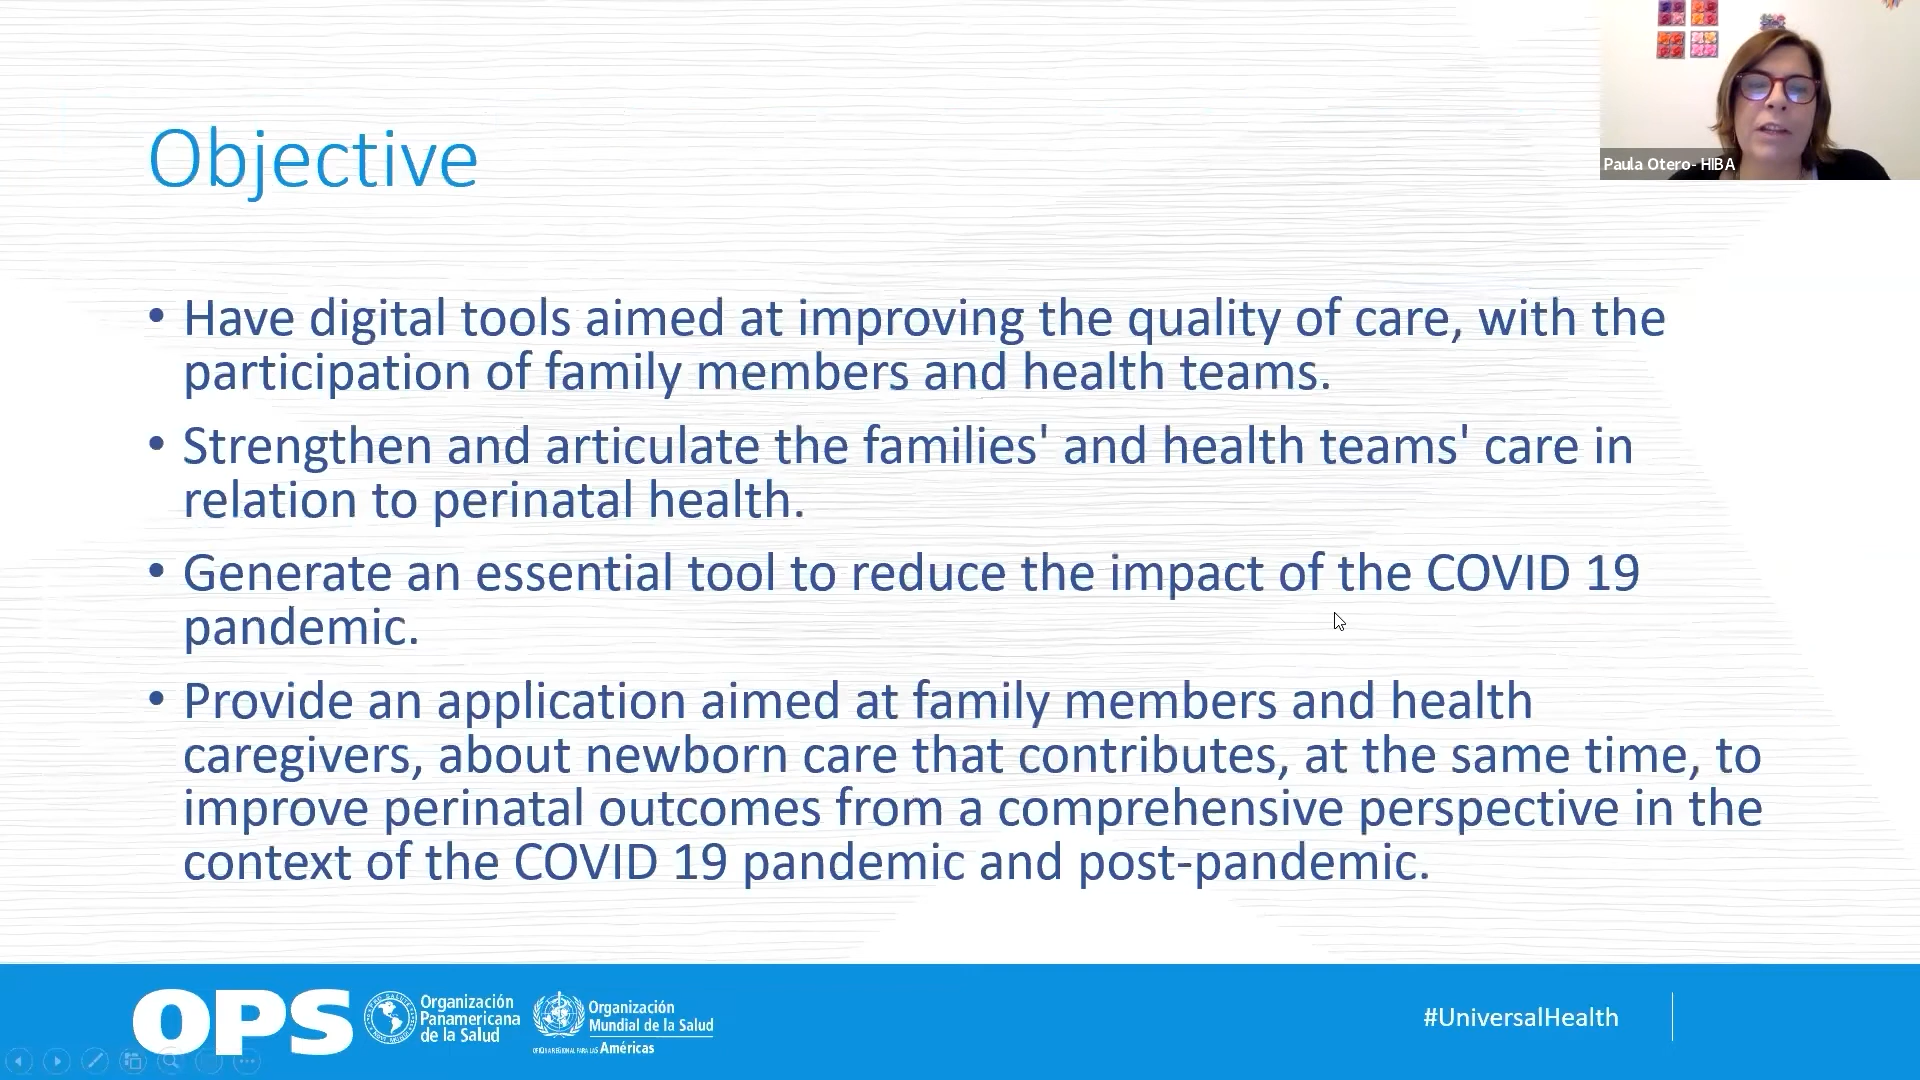 Paula Otero- HIBA
Objective
• Have digital tools aimed at improving the quality of care, with the
participation of family members and health teams.
• Strengthen and articulate the families' and health teams' care in
relation to perinatal health.
• Generate an essential tool to reduce the impact of the COVID 19
pandemic.
• Provide an application aimed at family members and health
caregivers, about newborn care that contributes, at the same time, to
improve perinatal outcomes from a comprehensive perspective in the
context of the COVID 19 pandemic and post-pandemic.
OPS
Organización
Panamericana
de la Salud
Organización
Mundial de la Salud
OFICINA REGIONAL PARA LAS Américas
#UniversalHealth